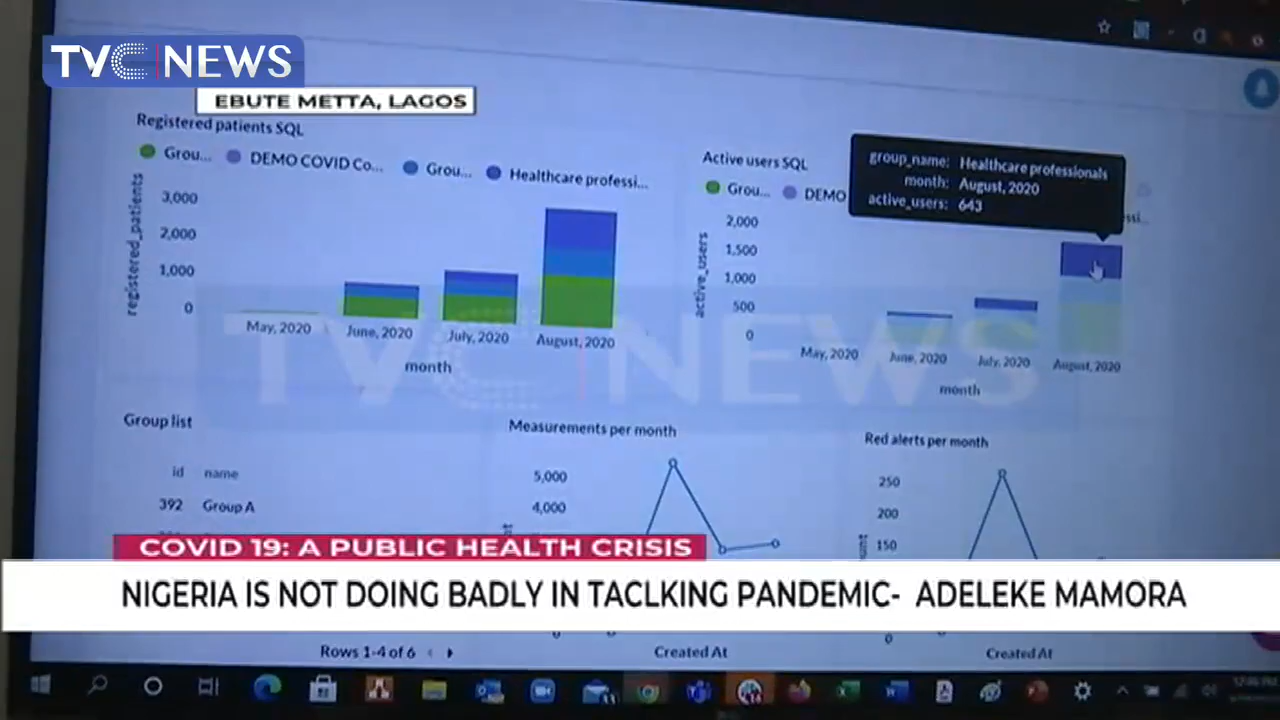 TVC NEWS
EBUTE METTA, LAGOS
Registered patients SQL
Grou... DEMO COVID Co... Grou... Healthcare professi...
registered_patients
3,000
2,000
1,000
0
May, 2020 June, 2020 July, 2020 August, 2020
month
Active users SQL
Grou... DEMO
ssi...
group_name: Healthcare professionals
month: August, 2020
active_users: 643
active_users
2,000
1,500
1,000
500
0
May, 2020 June, 2020 July, 2020 August, 2020
month
TVC NEWS
Group list
id name
392 Group A
Measurements per month
5,000
4,000
Red alerts per month
250
200
150
COVID 19: A PUBLIC HEALTH CRISIS
NIGERIA IS NOT DOING BADLY IN TACLKING PANDEMIC- ADELEKE MAMORA
0
Rows 1-4 of 6
Created At
Created At